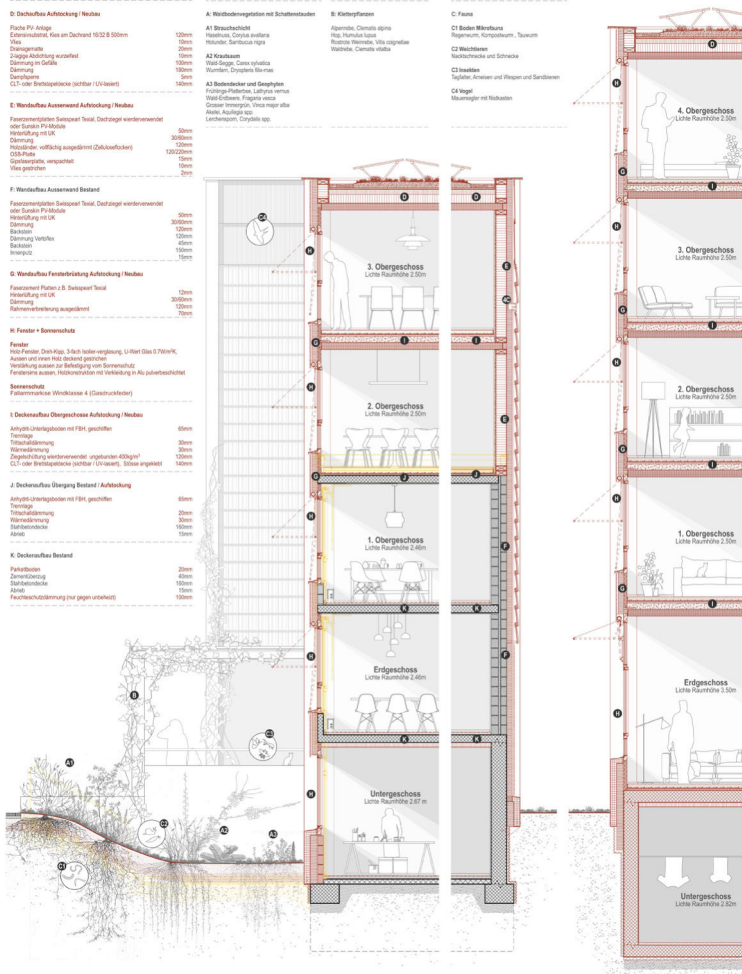 D: Dachaufbau Aufstockung / Neubau
Flache PV- Anlage
Extensivsubstrat, Kies am Dachrand 16/32 B 500mm 120mm
Vlies 10mm
Drainagematte 20mm
2-lagige Abdichtung wurzelfest 10mm
Dämmung im Gefälle 100mm
Dämmung 180mm
Dampfsperre 5mm
CLT- oder Brettstapeldecke (sichtbar / UV-lasiert) 140mm
E: Wandaufbau Aussenwand Aufstockung / Neubau
Faserzementplatten Swisspearl Texial, Dachziegel wierderverwendet
oder Sunskin PV-Module
Hinterlüftung mit UK 50mm
Dämmung 30/60mm
Holzständer, vollflächig ausgedämmt (Zelluloseflocken) 120mm
OSB-Platte 120/220mm
Gipsfaserplatte, verspachtelt 15mm
Vlies gestrichen 10mm
2mm
F: Wandaufbau Aussenwand Bestand
Faserzementplatten Swisspearl Texial, Dachziegel wierderverwendet
oder Sunskin PV-Module
Hinterlüftung mit UK 50mm
Dämmung 30/60mm
Backstein 120mm
Dämmung Vetroflex 120mm
Backstein 45mm
Innenputz 150mm
15mm
G: Wandaufbau Fensterbrüstung Aufstockung / Neubau
Faserzement Platten z.B. Swisspearl Texial 12mm
Hinterlüftung mit UK 30/60mm
Dämmung 120mm
Rahmenverbreiterung ausgedämmt 70mm
H: Fenster + Sonnenschutz
Fenster
Holz-Fenster, Dreh-Kipp, 3-fach Isolier-verglasung, U-Wert Glas 0.7W/m²K,
Aussen und innen Holz deckend gestrichen
Verstärkung aussen zur Befestigung vom Sonnenschutz
Fenstersims aussen, Holzkonstruktion mit Verkleidung in Alu pulverbeschichtet
Sonnenschutz
Fallarmmarkise Windklasse 4 (Gasdruckfeder)
I: Deckenaufbau Obergeschosse Aufstockung / Neubau
Anhydrit-Unterlagsboden mit FBH, geschliffen 65mm
Trennlage
Trittschalldämmung 30mm
Wärmedämmung 30mm
Ziegelschüttung wierderverwendet ungebunden 400kg/m² 120mm
CLT- oder Brettstapeldecke (sichtbar / UV-lasiert), Stösse angeklebt 140mm
J: Deckenaufbau Übergang Bestand / Aufstockung
Anhydrit-Unterlagsboden mit FBH, geschliffen 65mm
Trennlage
Trittschalldämmung 20mm
Wärmedämmung 30mm
Stahlbetondecke 160mm
Abrieb 15mm
K: Deckenaufbau Bestand
Parkettboden 20mm
Zementüberzug 40mm
Stahlbetondecke 160mm
Abrieb 15mm
Feuchteschutzdämmung (nur gegen unbeheizt) 100mm
A: Waldbodenvegetation mit Schattenstauden
A1 Strauchschicht
Haselnuss, Corylus avellana
Holunder, Sambucus nigra
A2 Krautsaum
Wald-Segge, Carex sylvatica
Wurmfarn, Dryopteris filix-mas
A3 Bodendecker und Geophyten
Frühlings-Platterbse, Lathyrus vernus
Wald-Erdbeere, Fragaria vesca
Grosser Immergrün, Vinca major alba
Akelei, Aquilegia spp.
Lerchensporn, Corydalis spp.
B: Kletterpflanzen
Alpenrebe, Clematis alpina
Hop, Humulus lupus
Rostrote Weinrebe, Vitis coignetiae
Waldrebe, Clematis vitalba
C: Fauna
C1 Boden Mikrofauna
Regenwurm, Kompostwurm , Tauwurm
C2 Weichtieren
Nacktschnecke und Schnecke
C3 Insekten
Tagfalter, Ameisen und Wespen und Sandbienen
C4 Vogel
Mauersegler mit Nistkasten
3. Obergeschoss
Lichte Raumhöhe 2.50m
2. Obergeschoss
Lichte Raumhöhe 2.50m
1. Obergeschoss
Lichte Raumhöhe 2.46m
Erdgeschoss
Lichte Raumhöhe 2.46m
Untergeschoss
Lichte Raumhöhe 2.67 m
4. Obergeschoss
Lichte Raumhöhe 2.50m
3. Obergeschoss
Lichte Raumhöhe 2.50m
2. Obergeschoss
Lichte Raumhöhe 2.50m
1. Obergeschoss
Lichte Raumhöhe 2.50m
Erdgeschoss
Lichte Raumhöhe 3.50m
Untergeschoss
Lichte Raumhöhe 2.82m
D
D
D
C4
H
E
4C
G
I
I
H
E
G
J
J
H
F
K
K
H
F
B
C3
K
K
A1
H
C2
A2
A3
C1
H
G
I
H
G
I
H
G
I
H
G
I
H